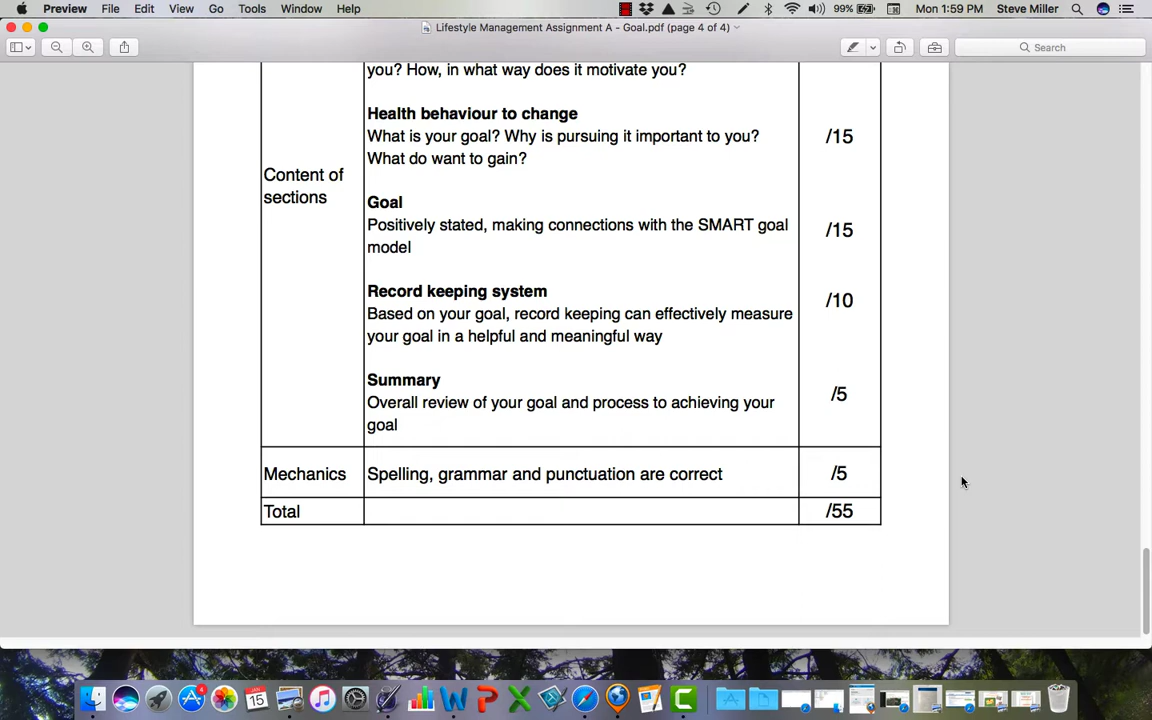 Preview File Edit View Go Tools Window Help 99% Mon 1:59 PM Steve Miller
Lifestyle Management Assignment A - Goal.pdf (page 4 of 4)
Search
you? How, in what way does it motivate you?
Health behaviour to change
What is your goal? Why is pursuing it important to you?
/15
What do want to gain?
Content of
sections
Goal
Positively stated, making connections with the SMART goal
/15
model
Record keeping system
/10
Based on your goal, record keeping can effectively measure
your goal in a helpful and meaningful way
Summary
/5
Overall review of your goal and process to achieving your
goal
Mechanics Spelling, grammar and punctuation are correct /5
Total /55